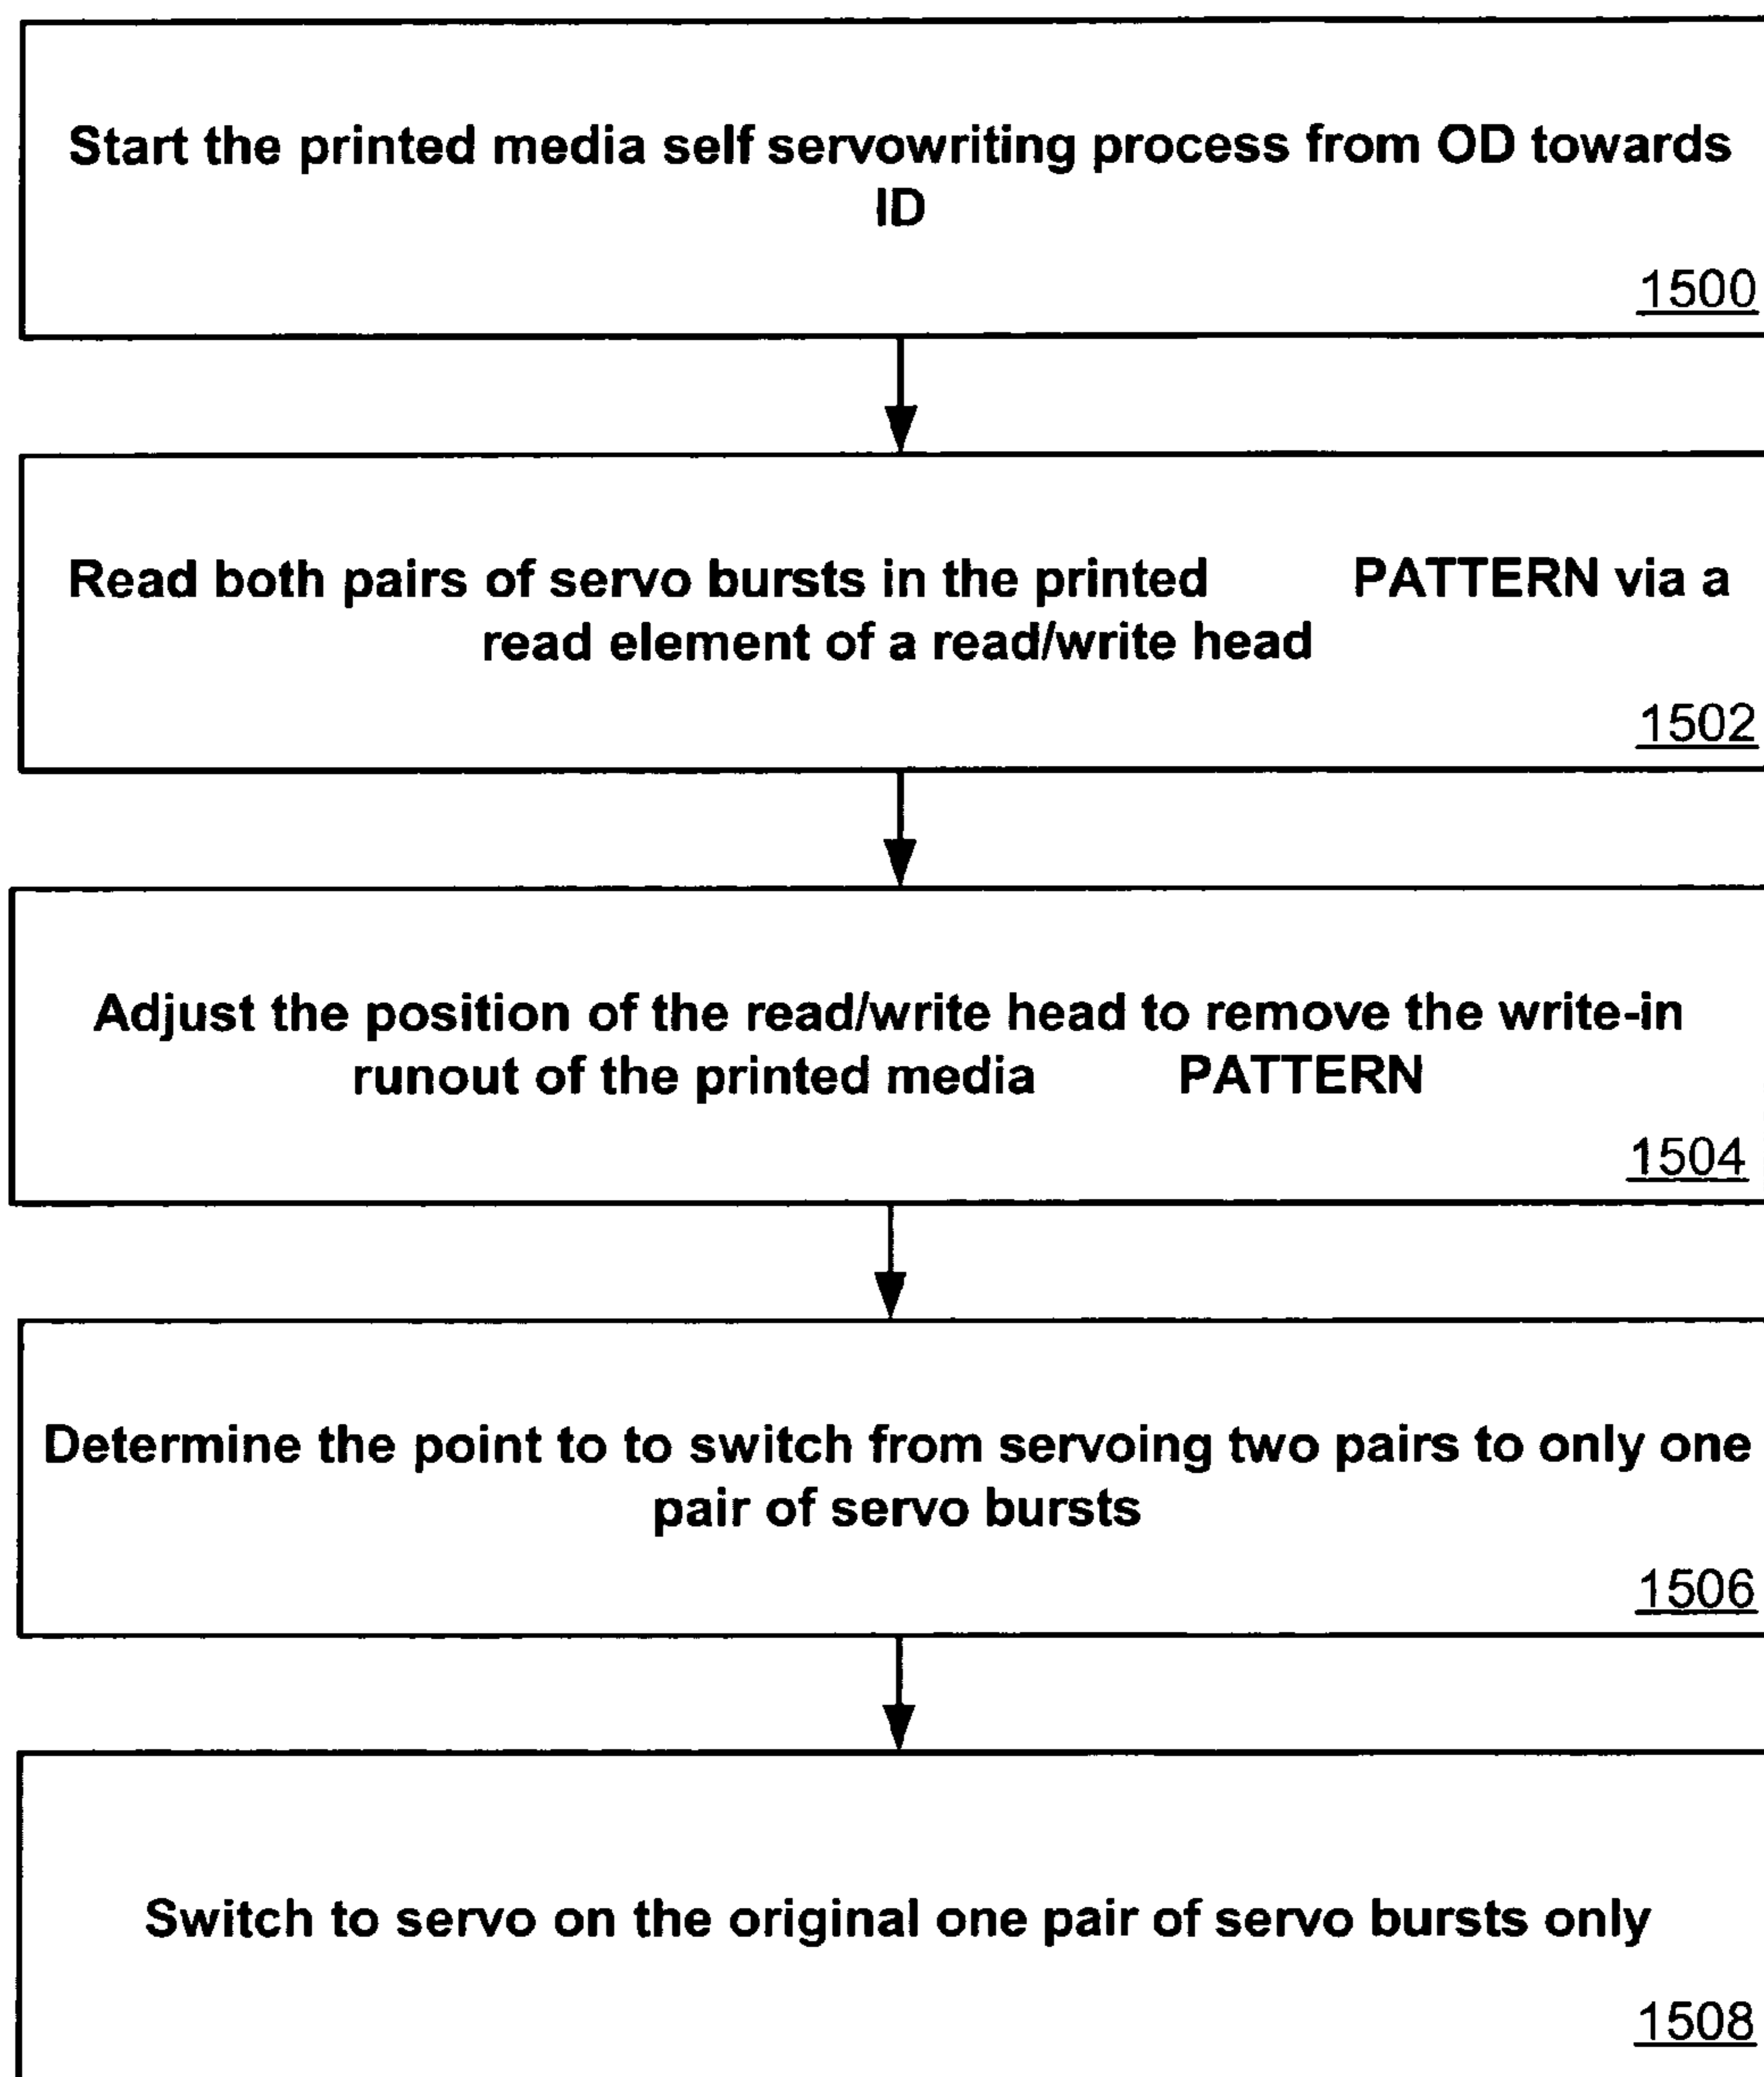 Start the printed media self servowriting process from OD towards
ID
1500
Read both pairs of servo bursts in the printed PATTERN via a
read element of a read/write head
1502
Adjust the position of the read/write head to remove the write-in
runout of the printed media PATTERN
1504
Determine the point to to switch from servoing two pairs to only one
pair of servo bursts
1506
Switch to servo on the original one pair of servo bursts only
1508